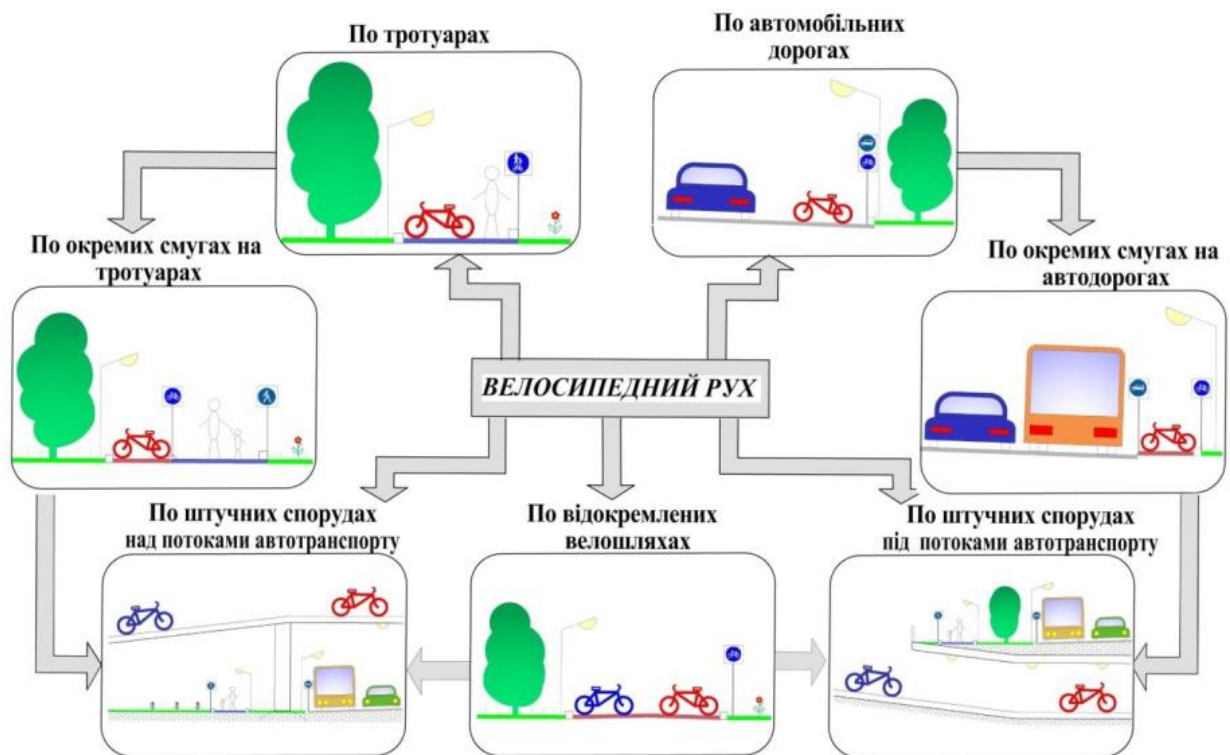 По тротуарах
По автомобільних
дорогах
По окремих смугах на
тротуарах
По окремих смугах на
автодорогах
ВЕЛОСИПЕДНИЙ РУХ
По штучних спорудах
над потоками автотранспорту
По відокремлених
велошляхах
По штучних спорудах
під потоками автотранспорту